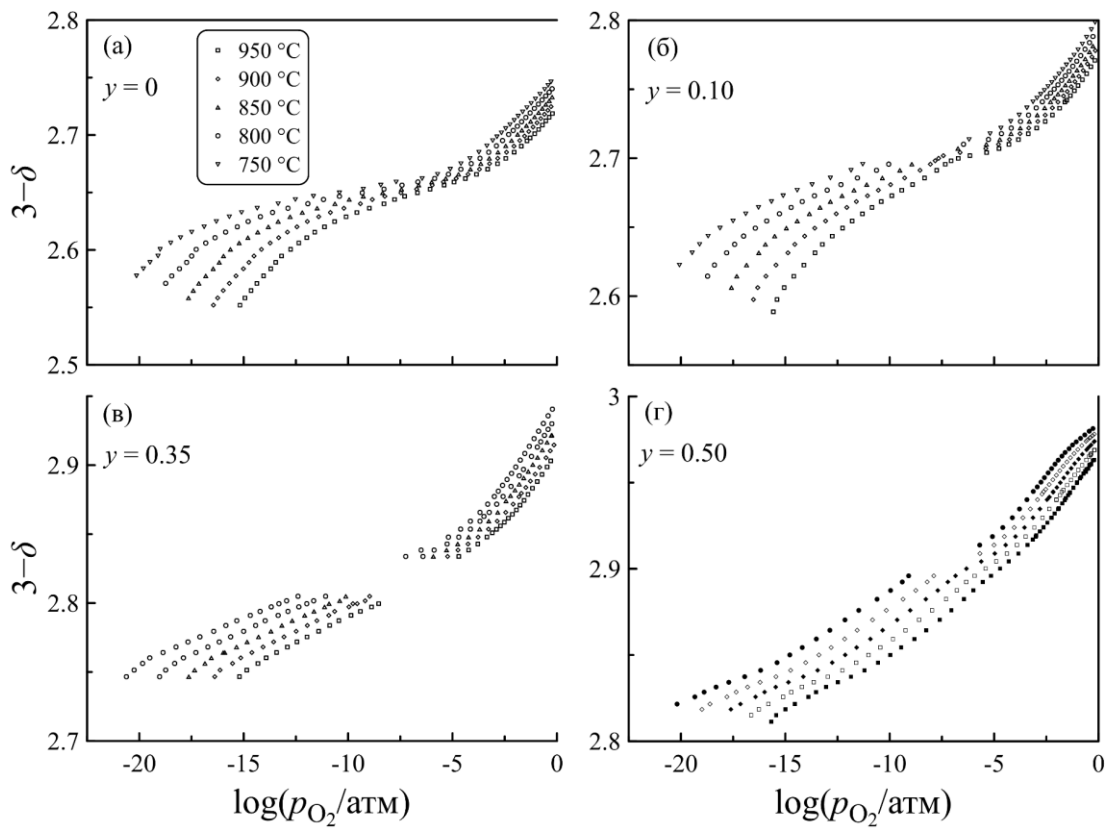 (а)
y = 0
950 °C
900 °C
850 °C
800 °C
750 °C
2.8
2.7
2.6
2.5
3−δ
(б)
y = 0.10
2.8
2.7
2.6
(в)
y = 0.35
2.9
2.8
2.7
3−δ
-20 -15 -10 -5 0
log(pO₂/атм)
(г)
y = 0.50
3
2.9
2.8
-20 -15 -10 -5 0
log(pO₂/атм)